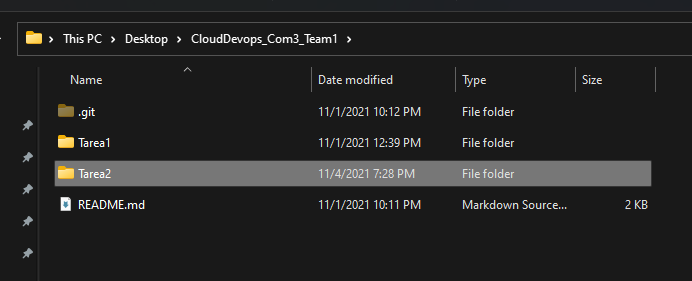 This PC > Desktop > CloudDevops_Com3_Team1 >
Name Date modified Type Size
.git 11/1/2021 10:12 PM File folder
Tarea1 11/1/2021 12:39 PM File folder
Tarea2 11/4/2021 7:28 PM File folder
README.md 11/1/2021 10:11 PM Markdown Source... 2 KB